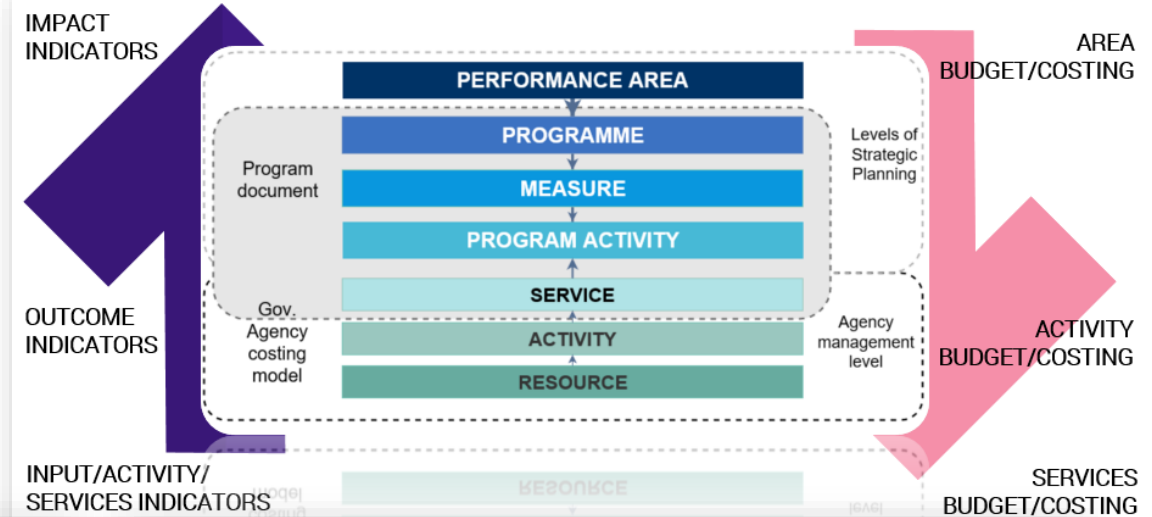 IMPACT
INDICATORS
AREA
BUDGET/COSTING
PERFORMANCE AREA
PROGRAMME
Levels of
Strategic
Planning
Program
document
MEASURE
PROGRAM ACTIVITY
SERVICE
OUTCOME
INDICATORS
Gov.
Agency
costing
model
ACTIVITY
Agency
management
level
ACTIVITY
BUDGET/COSTING
RESOURCE
INPUT/ACTIVITY/
SERVICES INDICATORS
SERVICES
BUDGET/COSTING